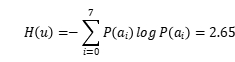 H(u) = − ∑_{i=0}^{7} P(a_i) log P(a_i) = 2.65